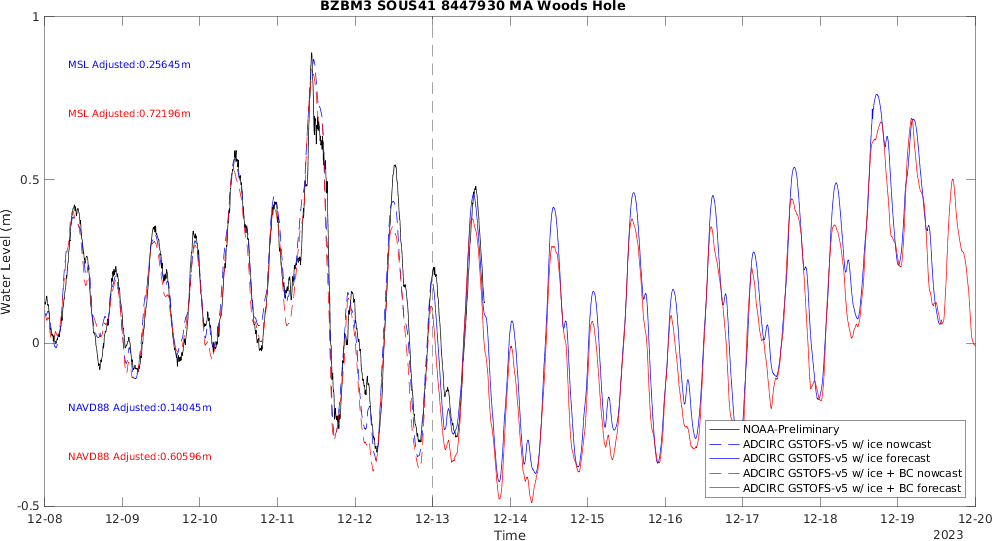 BZBM3 SOUS41 8447930 MA Woods Hole
1
MSL Adjusted:0.25645m
MSL Adjusted:0.72196m
0.5
Water Level (m)
0
NAVD88 Adjusted:0.14045m
NAVD88 Adjusted:0.60596m
-0.5
NOAA-Preliminary
ADCIRC GSTOFS-v5 w/ ice nowcast
ADCIRC GSTOFS-v5 w/ ice forecast
ADCIRC GSTOFS-v5 w/ ice + BC nowcast
ADCIRC GSTOFS-v5 w/ ice + BC forecast
12-08 12-09 12-10 12-11 12-12 12-13 12-14 12-15 12-16 12-17 12-18 12-19 12-20
Time
2023